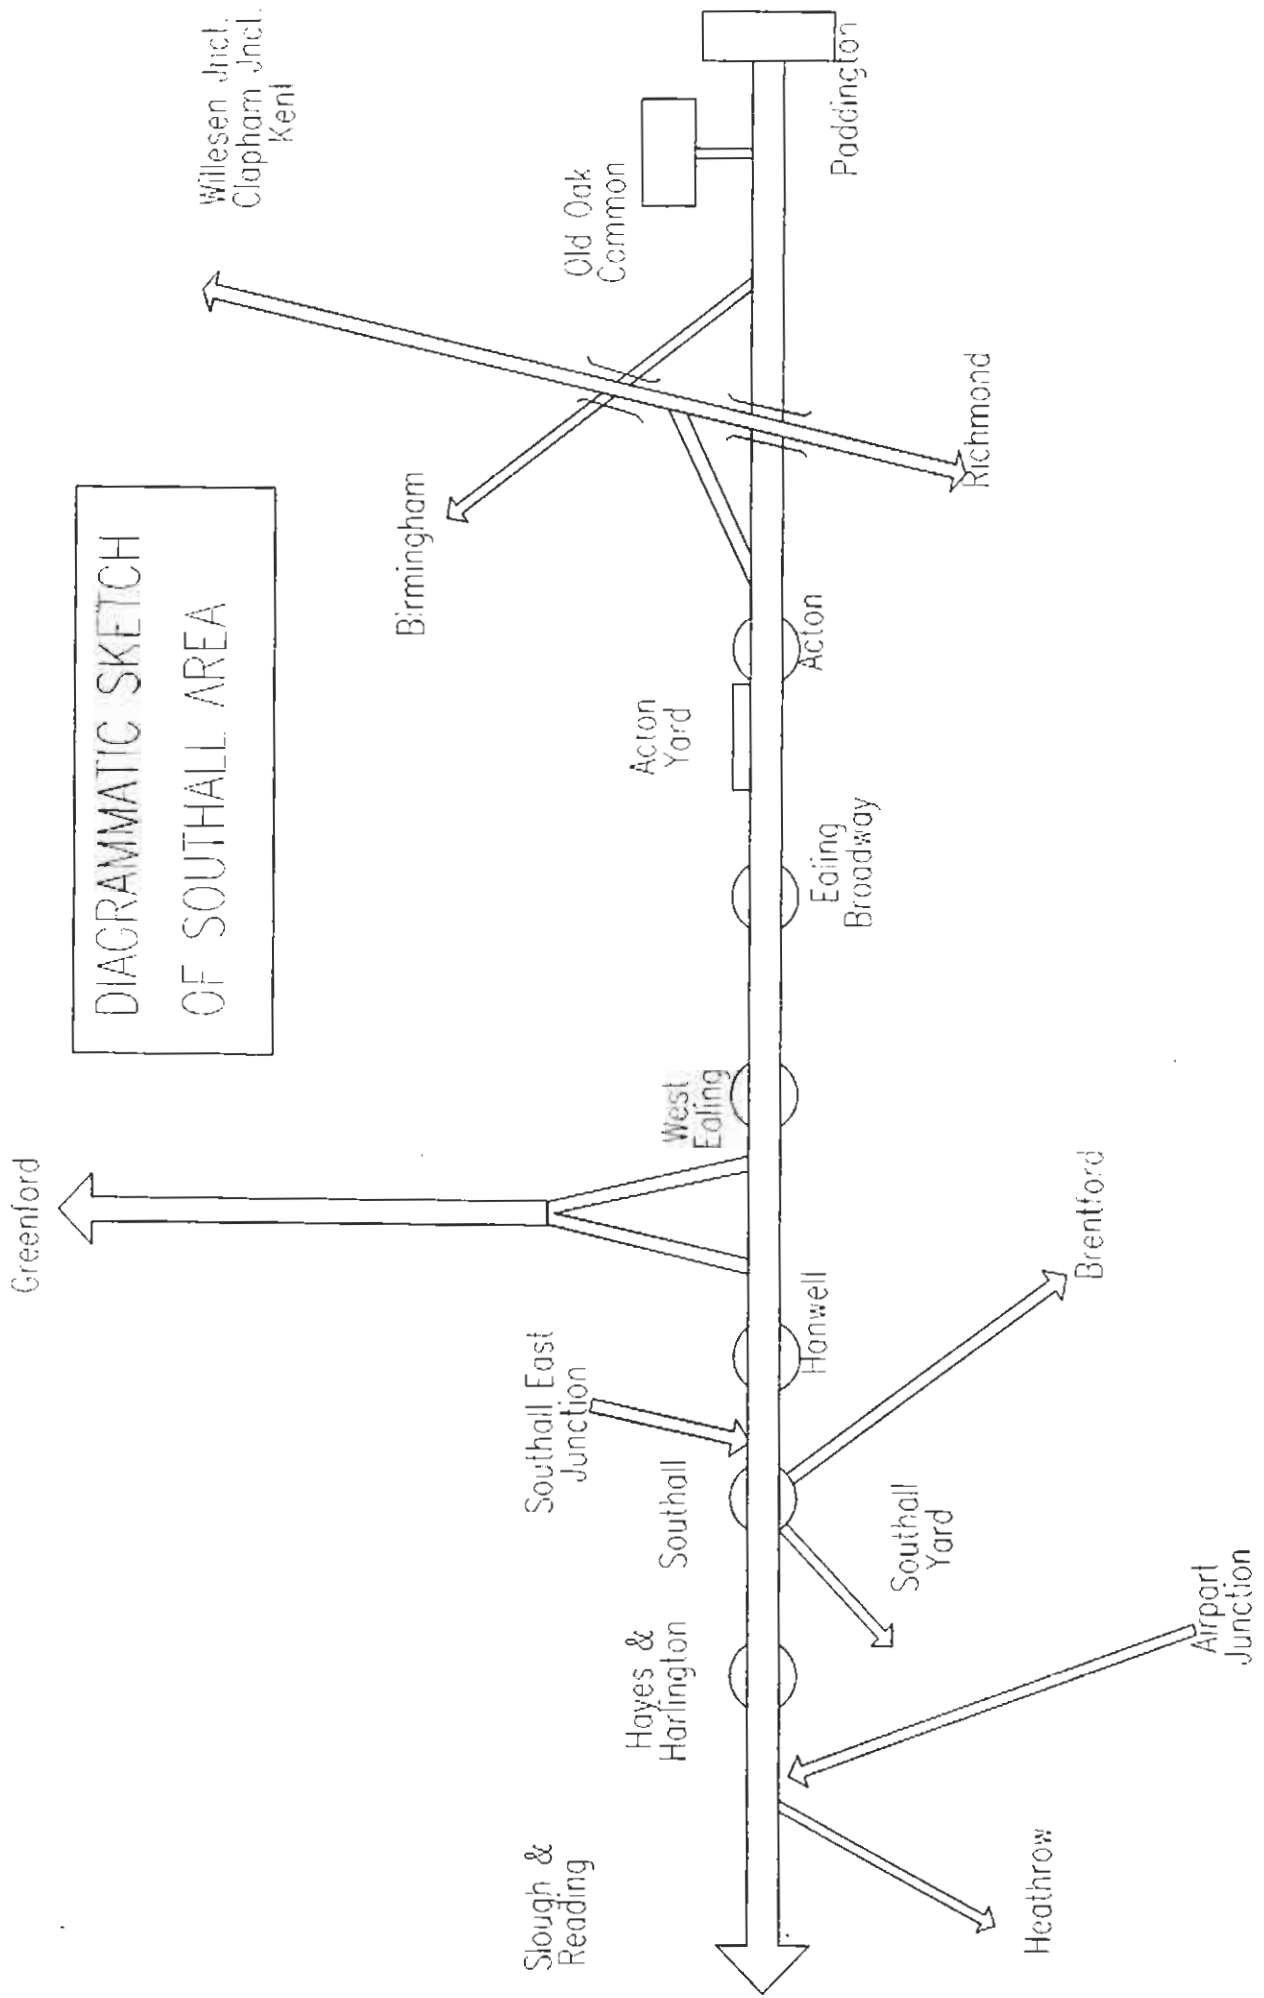 DIAGRAMMATIC SKETCH
OF SOUTHALL AREA
Greenford
Birmingham
Willesen Jnct.
Clapham Jnct.
Kent
Slough &
Reading
Hayes &
Harlington
Southall East
Junction
Southall
West
Ealing
Acton
Yard
Old Oak
Common
Hanwell
Ealing
Broadway
Acton
Paddington
Richmond
Southall
Yard
Brentford
Heathrow
Airport
Junction